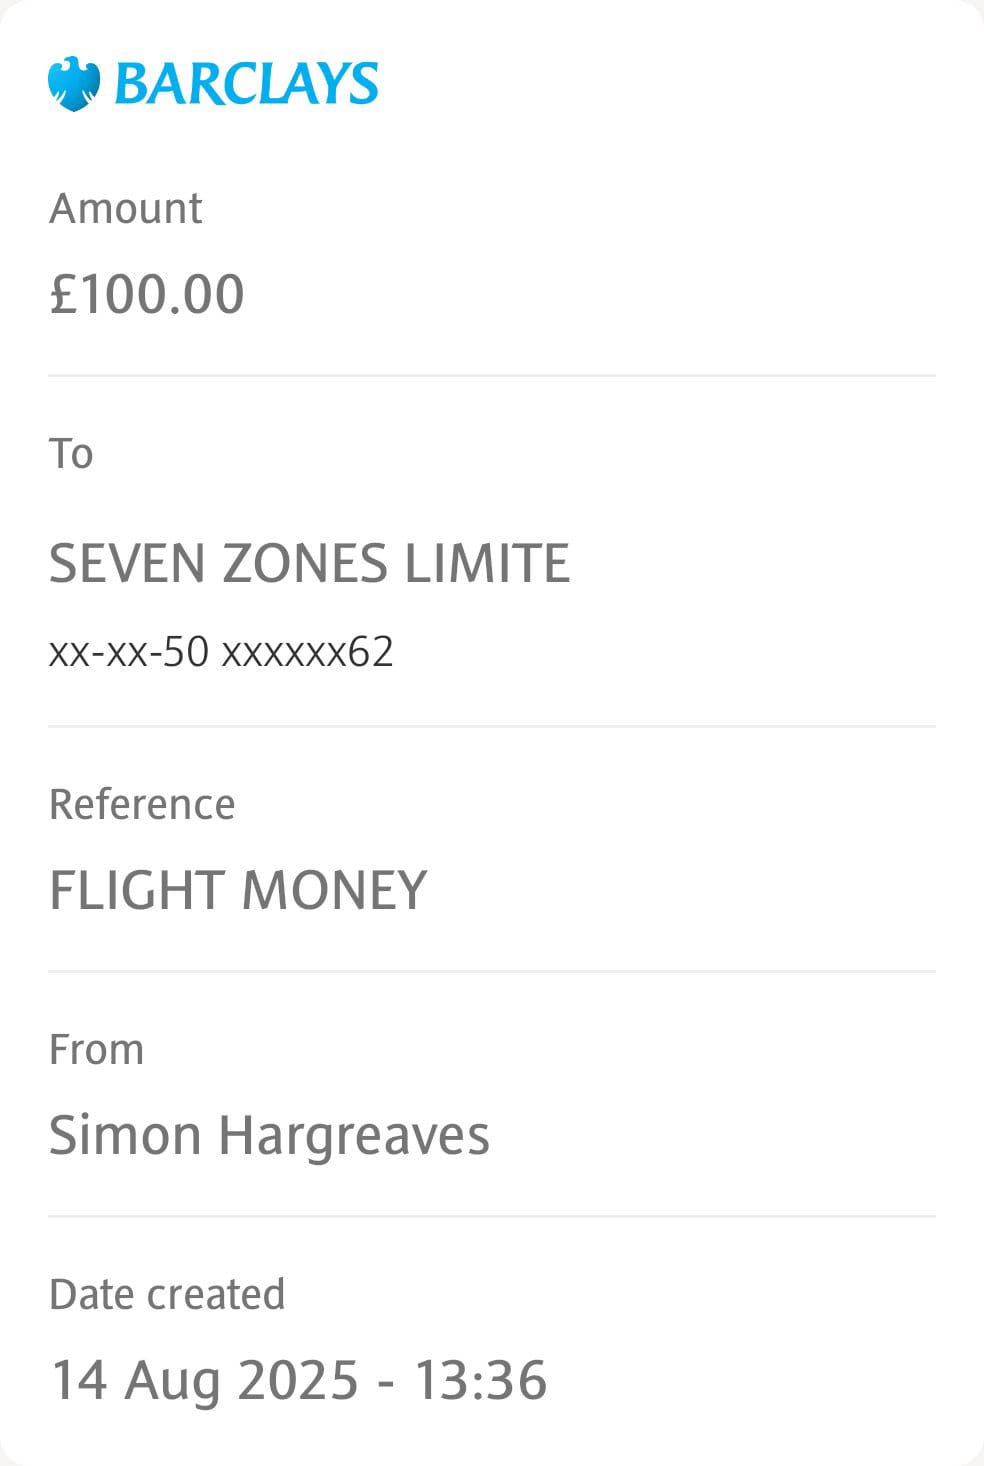 BARCLAYS
Amount
£100.00
To
SEVEN ZONES LIMITE
xx-xx-50 xxxxxx62
Reference
FLIGHT MONEY
From
Simon Hargreaves
Date created
14 Aug 2025 - 13:36